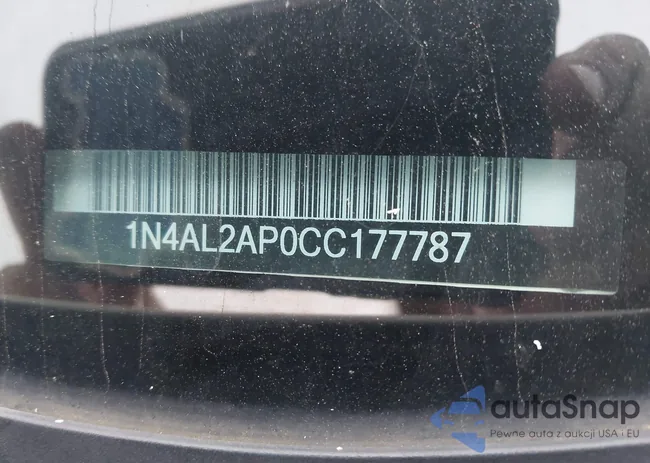 1N4AL2AP0CC177787
autaSnap
Pewne auta z aukcji USA i EU